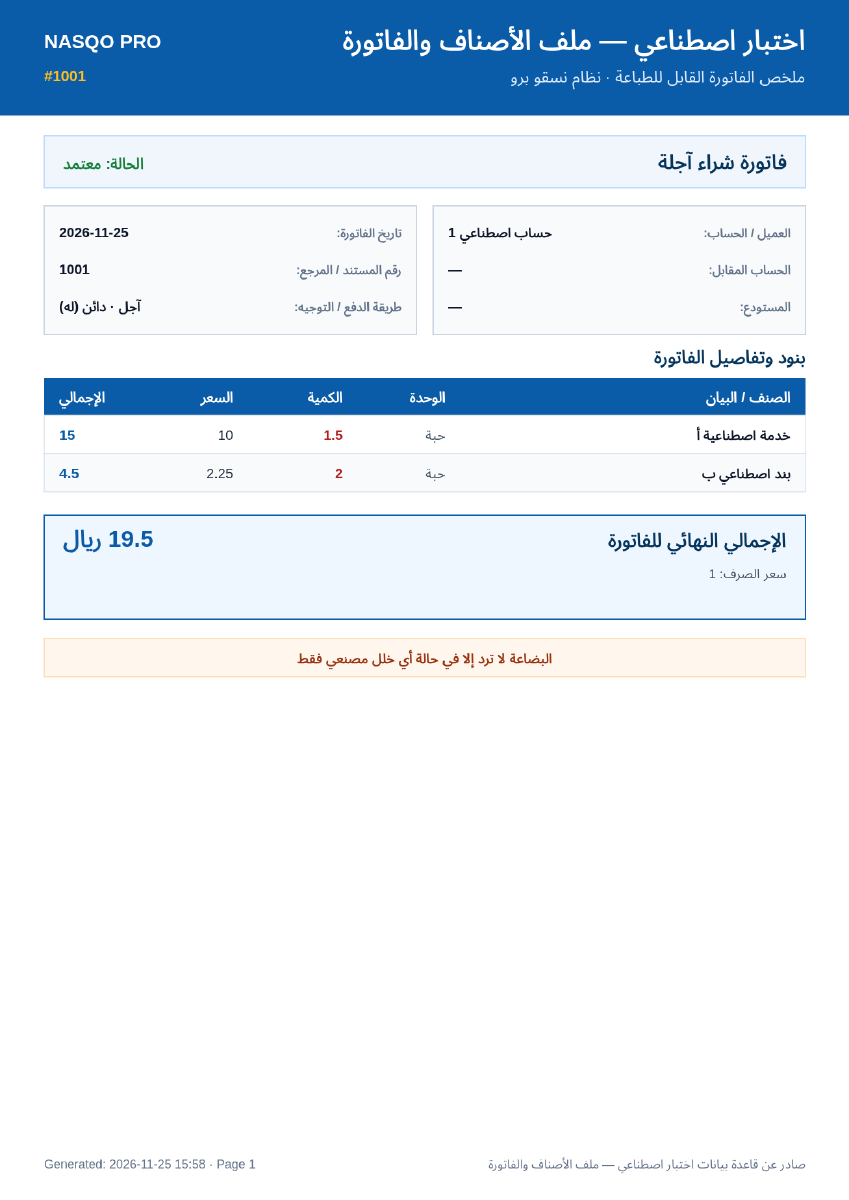 اختبار اصطناعي — ملف الأصناف والفاتورة NASQO PRO
ملخص الفاتورة القابل للطباعة · نظام نسقو برو #1001
فاتورة شراء آجلة الحالة: معتمد
العميل / الحساب: حساب اصطناعي 1
الحساب المقابل: —
المستودع: —
تاريخ الفاتورة: 2026-11-25
رقم المستند / المرجع: 1001
طريقة الدفع / التوجيه: آجل · دائن (له)
بنود وتفاصيل الفاتورة
الصنف / البيان الوحدة الكمية السعر الإجمالي
خدمة اصطناعية أ حبة 1.5 10 15
بند اصطناعي ب حبة 2 2.25 4.5
الإجمالي النهائي للفاتورة 19.5 ريال
سعر الصرف: 1
البضاعة لا ترد إلا في حالة أي خلل مصنعي فقط
صادر عن قاعدة بيانات اختبار اصطناعي — ملف الأصناف والفاتورة Generated: 2026-11-25 15:58 · Page 1